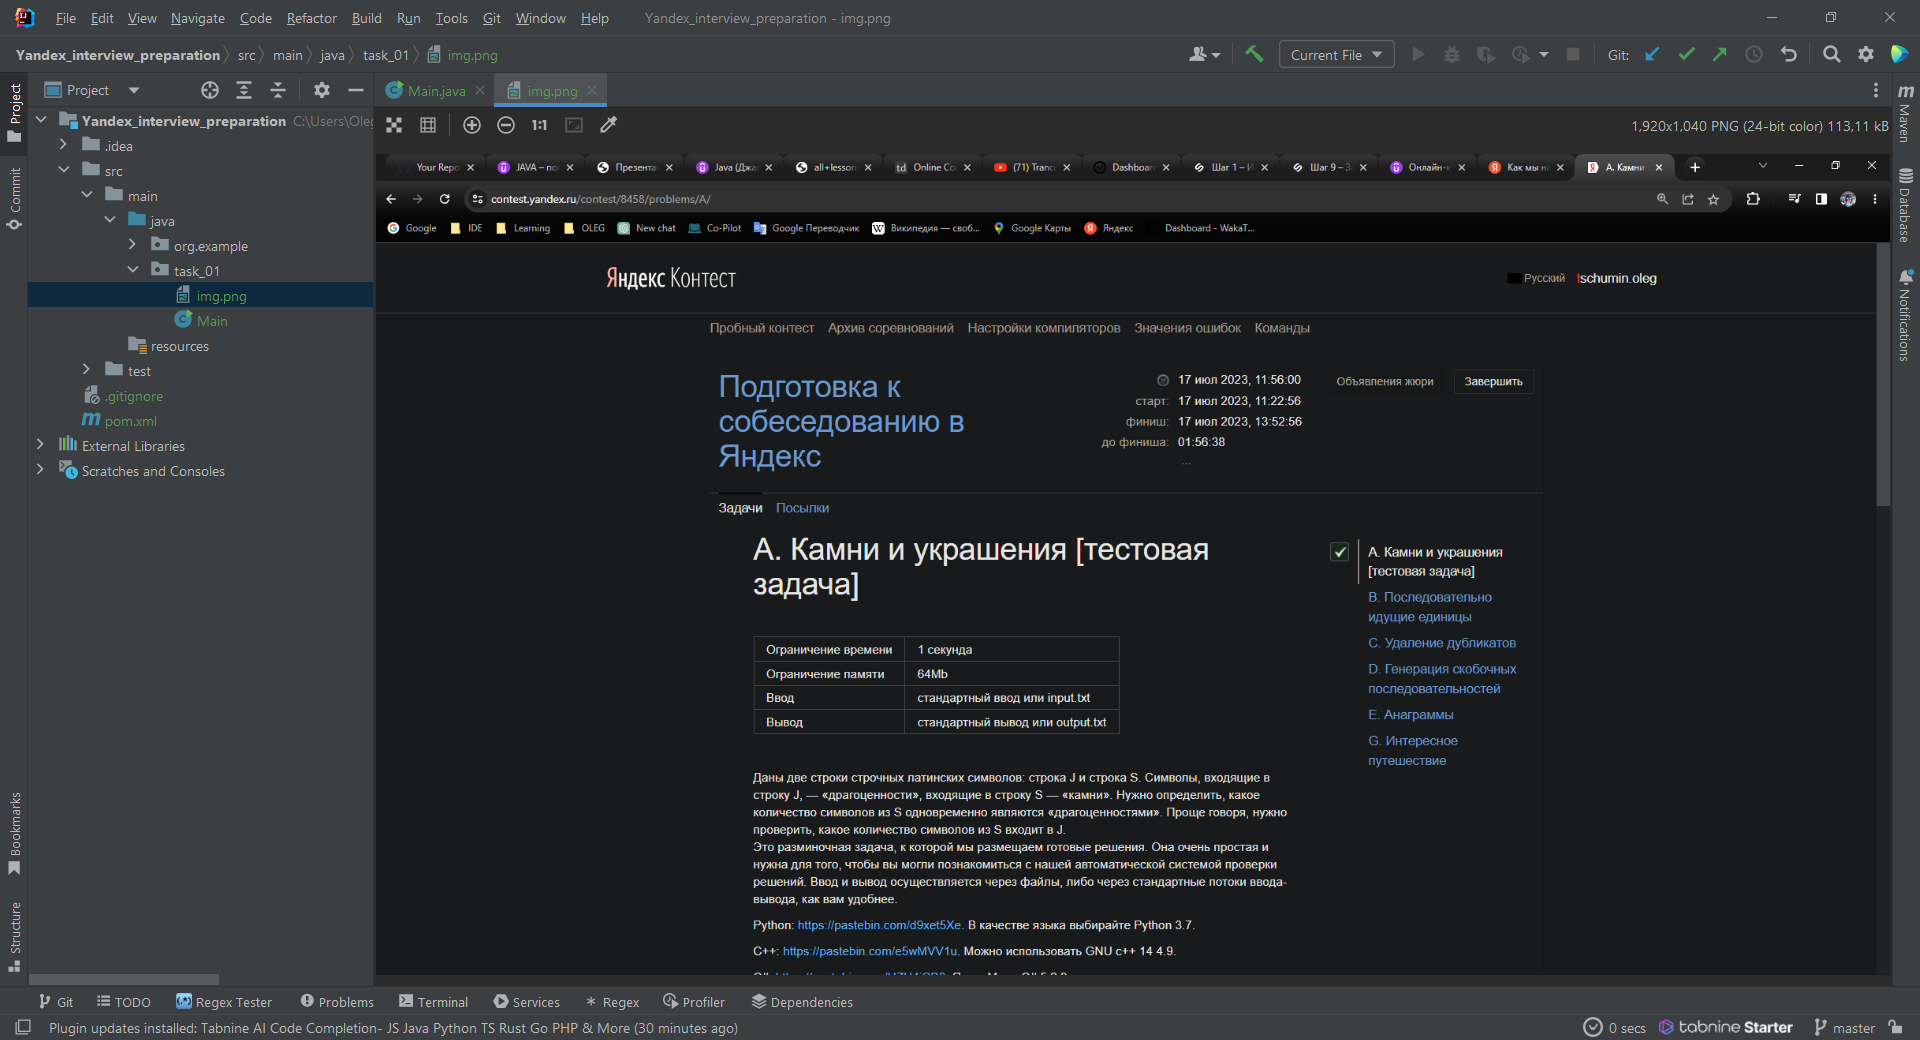 File Edit View Navigate Code Refactor Build Run Tools Git Window Help Yandex_interview_preparation - img.png
Yandex_interview_preparation src main java task_01 img.png
Current File Git:
Project
Main.java img.png
Yandex_interview_preparation C:\Users\Oleg
.idea
src
main
java
org.example
task_01
img.png
Main
resources
test
.gitignore
pom.xml
External Libraries
Scratches and Consoles
Project
Commit
Bookmarks
Structure
Maven
Database
Notifications
1:1 1,920x1,040 PNG (24-bit color) 113,11 kB
Your Repo JAVA – по Презента Java (Джа all+lesson Online Co (71) Tranc Dashboar Шаг 1 – И Шаг 9 – З Онлайн-к Как мы на А. Камни
contest.yandex.ru/contest/8458/problems/A/
Google IDE Learning OLEG New chat Co-Pilot Google Переводчик Википедия — своб... Google Карты Яндекс Dashboard - WakaT...
Яндекс Контест Русский tschumin.oleg
Пробный контест Архив соревнований Настройки компиляторов Значения ошибок Команды
Подготовка к
собеседованию в
Яндекс
17 июл 2023, 11:56:00
старт: 17 июл 2023, 11:22:56
финиш: 17 июл 2023, 13:52:56
до финиша: 01:56:38
...
Объявления жюри Завершить
Задачи Посылки
A. Камни и украшения [тестовая
задача]
Ограничение времени 1 секунда
Ограничение памяти 64Mb
Ввод стандартный ввод или input.txt
Вывод стандартный вывод или output.txt
Даны две строки строчных латинских символов: строка J и строка S. Символы, входящие в
строку J, — «драгоценности», входящие в строку S — «камни». Нужно определить, какое
количество символов из S одновременно являются «драгоценностями». Проще говоря, нужно
проверить, какое количество символов из S входит в J.
Это разминочная задача, к которой мы размещаем готовые решения. Она очень простая и
нужна для того, чтобы вы могли познакомиться с нашей автоматической системой проверки
решений. Ввод и вывод осуществляется через файлы, либо через стандартные потоки ввода-
вывода, как вам удобнее.
Python: https://pastebin.com/d9xet5Xe. В качестве языка выбирайте Python 3.7.
C++: https://pastebin.com/e5wMVV1u. Можно использовать GNU c++ 14 4.9.
A. Камни и украшения
[тестовая задача]
B. Последовательно
идущие единицы
C. Удаление дубликатов
D. Генерация скобочных
последовательностей
E. Анаграммы
G. Интересное
путешествие
Git TODO Regex Tester Problems Terminal Services Regex Profiler Dependencies
Plugin updates installed: Tabnine AI Code Completion- JS Java Python TS Rust Go PHP & More (30 minutes ago) 0 secs tabnine Starter master